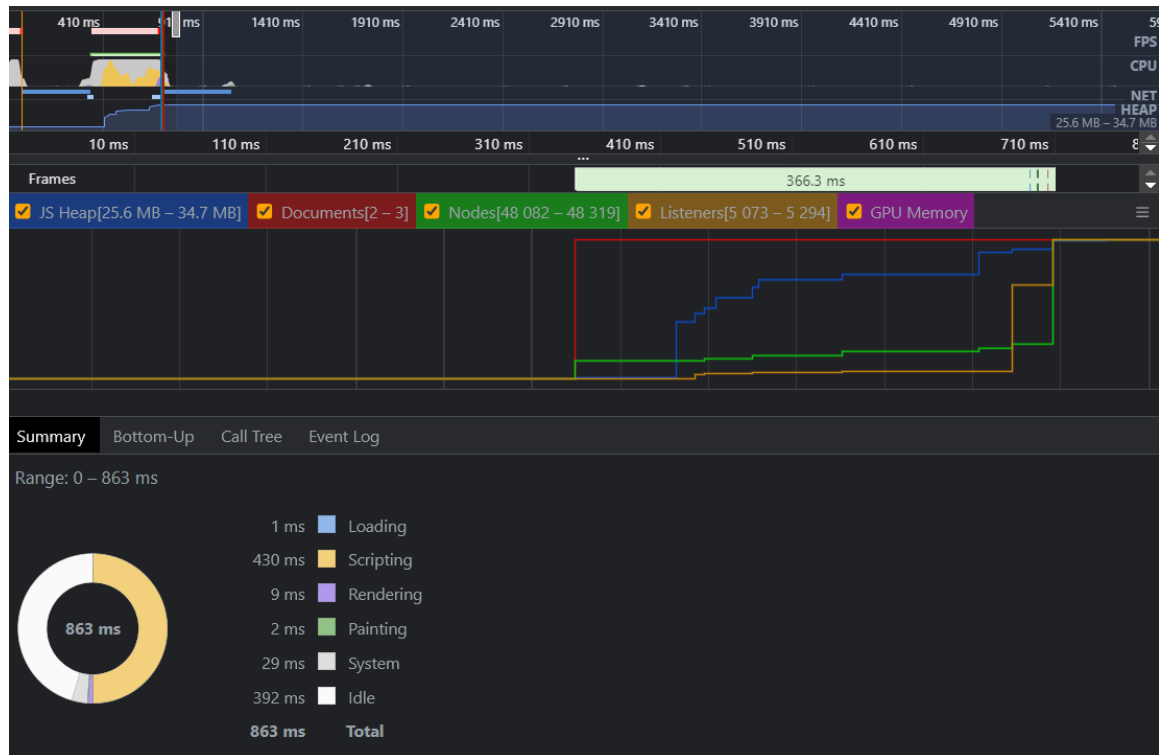 410 ms 910 ms 1410 ms 1910 ms 2410 ms 2910 ms 3410 ms 3910 ms 4410 ms 4910 ms 5410 ms
FPS
CPU
NET
HEAP
25.6 MB – 34.7 MB
10 ms 110 ms 210 ms 310 ms 410 ms 510 ms 610 ms 710 ms
...
Frames 366.3 ms
JS Heap[25.6 MB – 34.7 MB] Documents[2 – 3] Nodes[48 082 – 48 319] Listeners[5 073 – 5 294] GPU Memory
Summary Bottom-Up Call Tree Event Log
Range: 0 – 863 ms
1 ms Loading
430 ms Scripting
9 ms Rendering
863 ms
2 ms Painting
29 ms System
392 ms Idle
863 ms Total